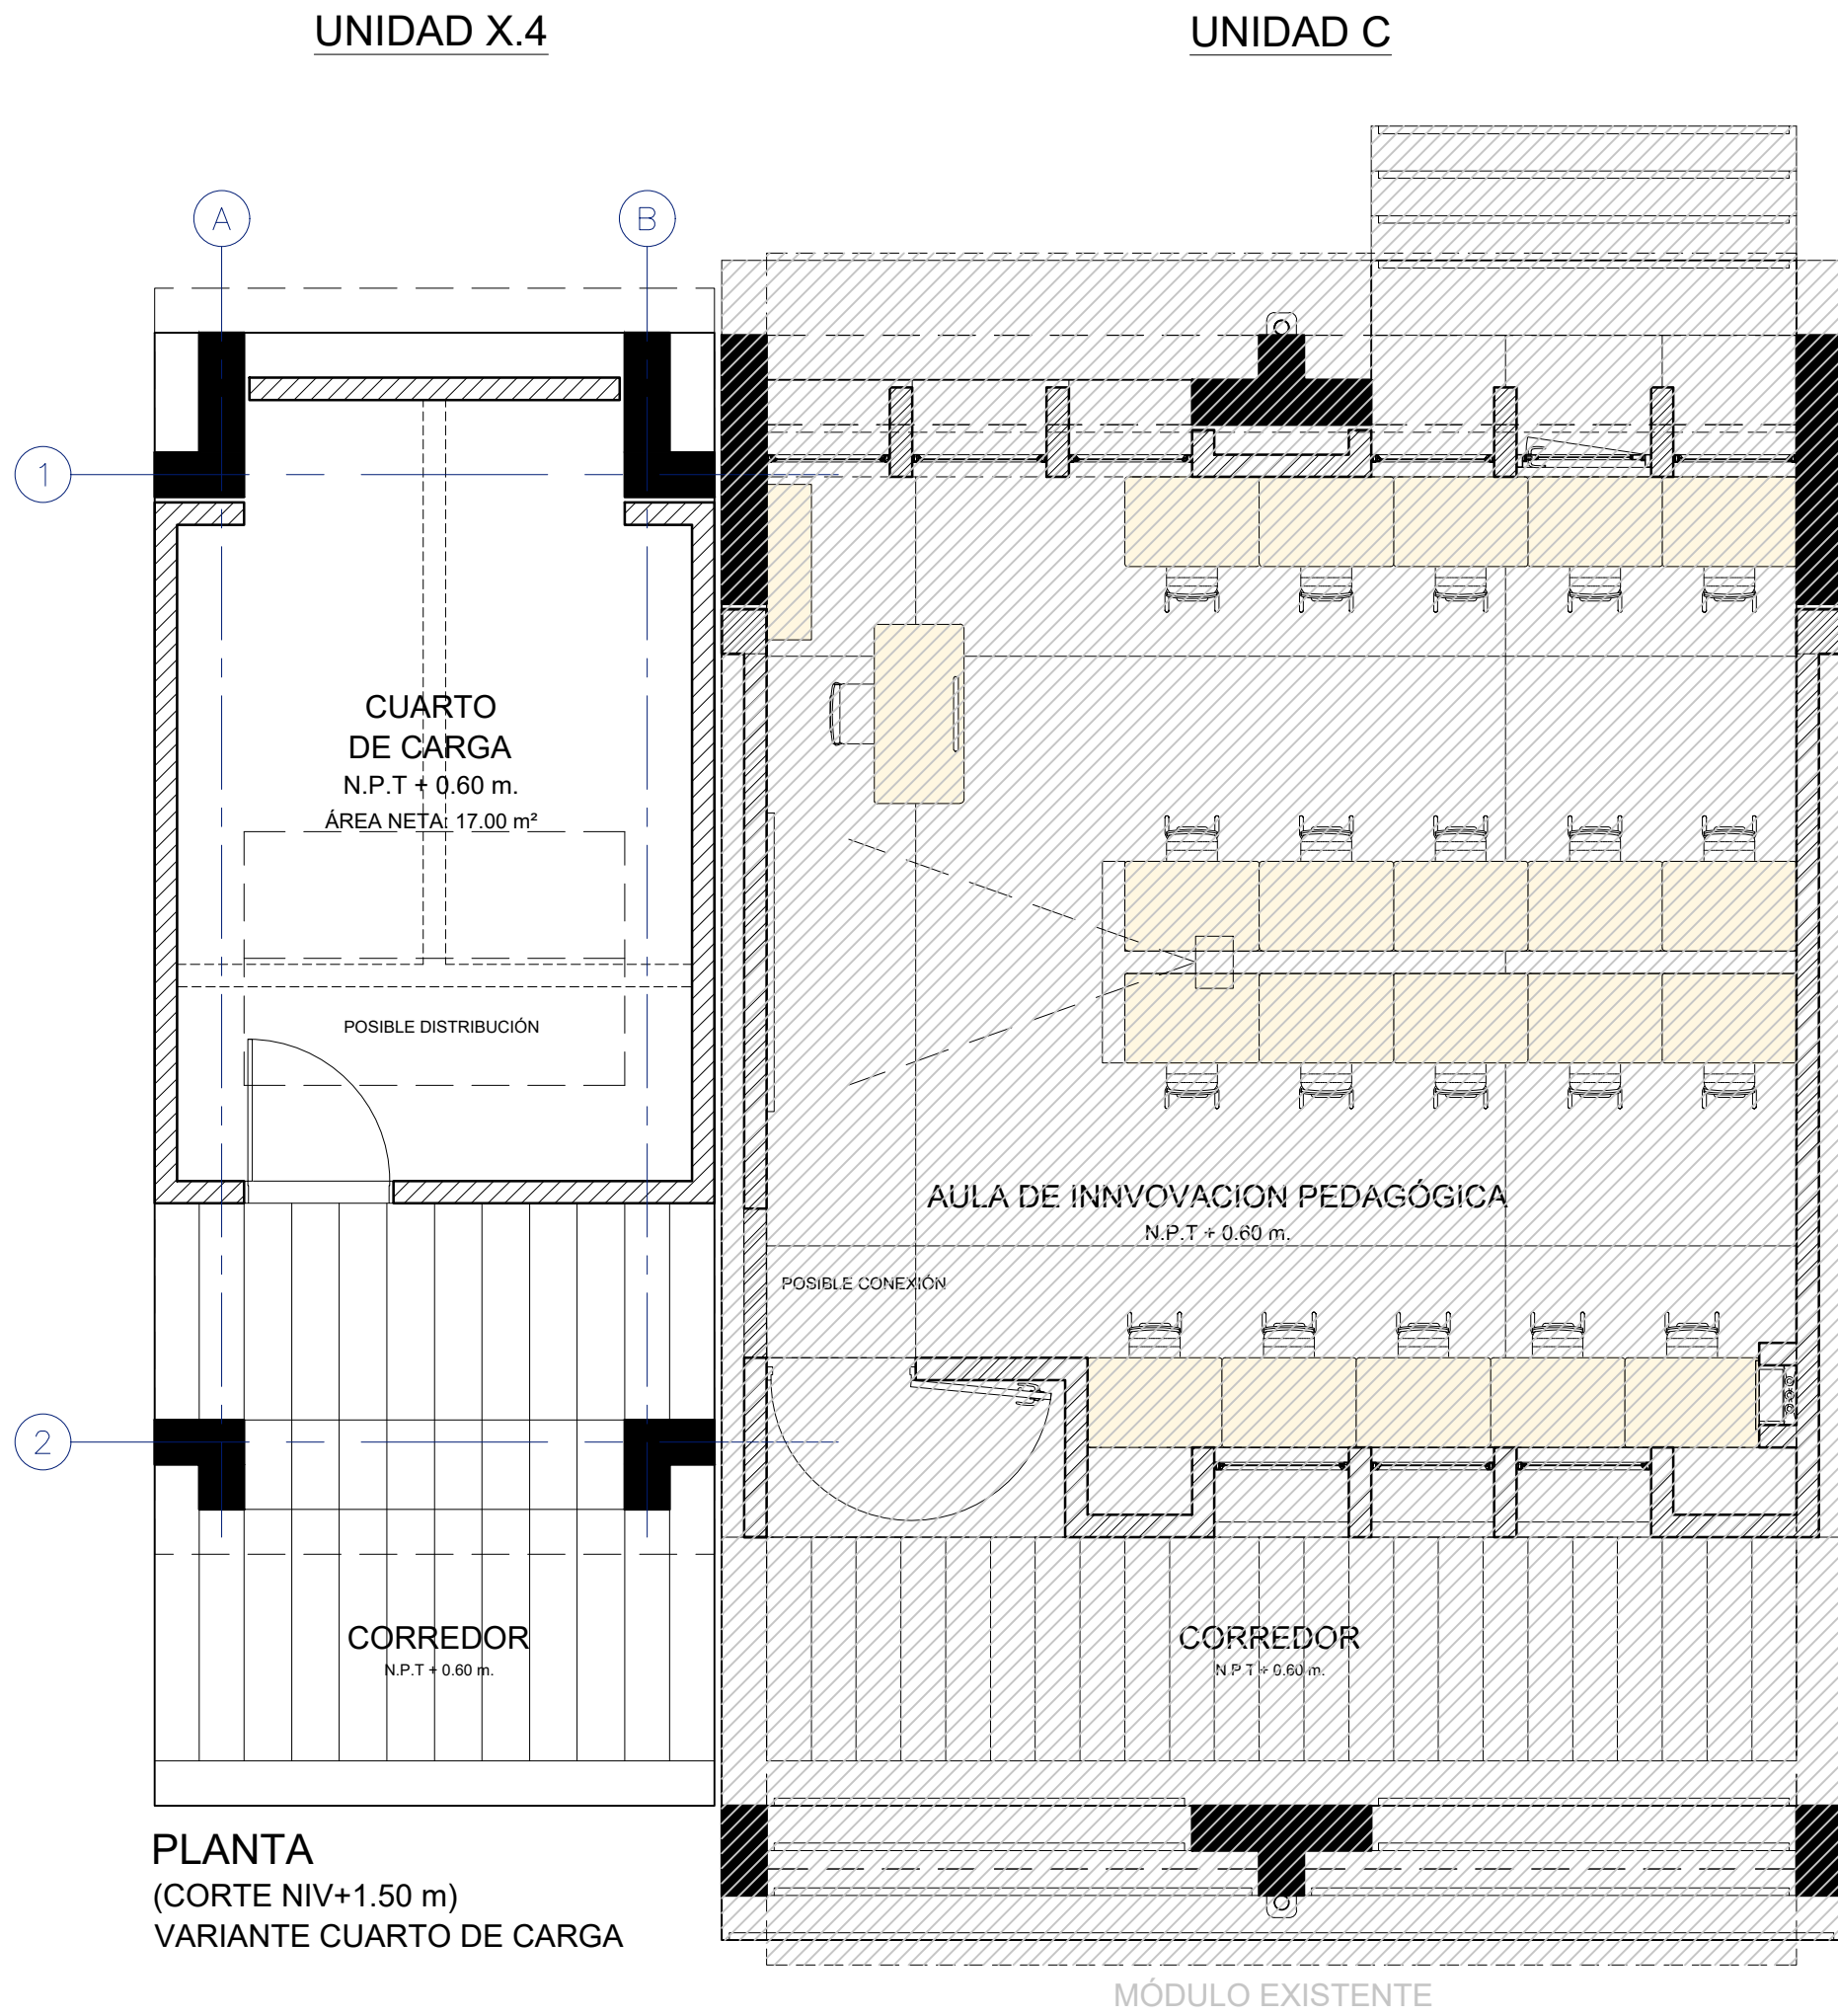 UNIDAD X.4
UNIDAD C
A
B
1
CUARTO
DE CARGA
N.P.T + 0.60 m.
ÁREA NETA: 17.00 m²
POSIBLE DISTRIBUCIÓN
AULA DE INNVOVACION PEDAGÓGICA
N.P.T + 0.60 m.
POSIBLE CONEXIÓN
2
CORREDOR
N.P.T + 0.60 m.
CORREDOR
N.P.T + 0.60 m.
PLANTA
(CORTE NIV+1.50 m)
VARIANTE CUARTO DE CARGA
MÓDULO EXISTENTE